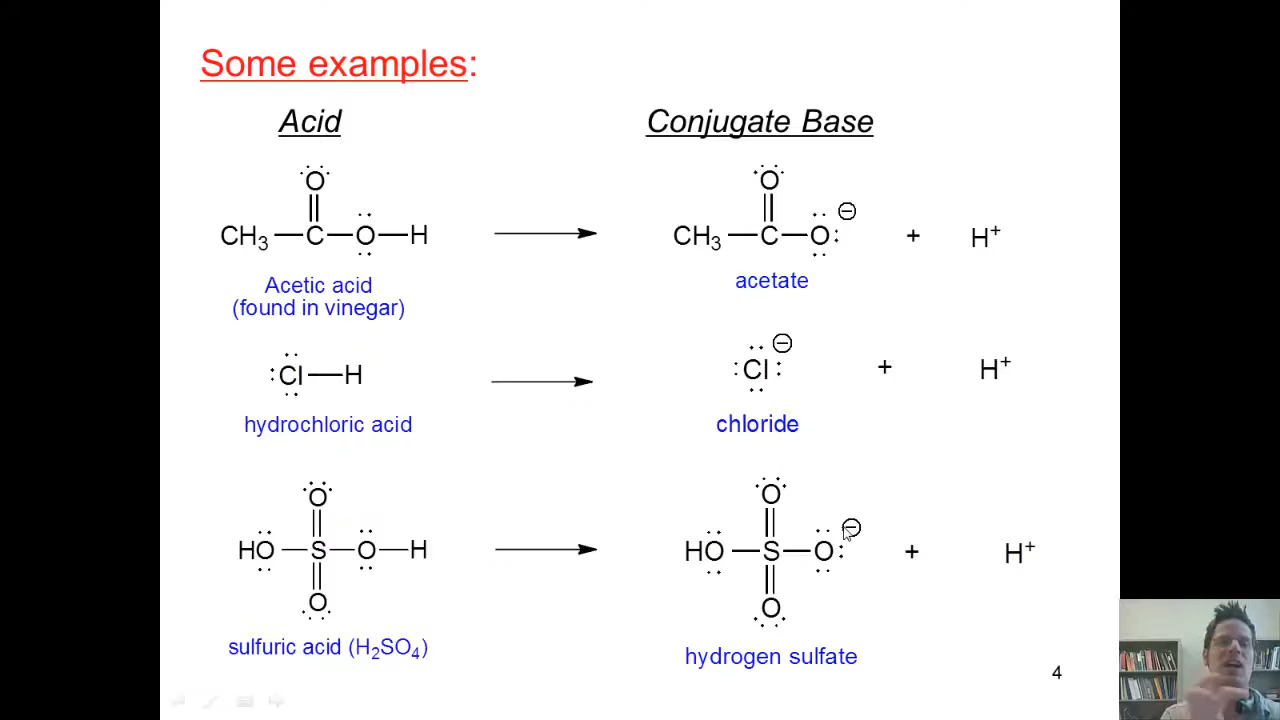 Some examples:
Acid
Conjugate Base
O
CH₃ C O H
O
CH₃ C O ⊖ + H⁺
Acetic acid
(found in vinegar)
acetate
Cl H
Cl ⊖ + H⁺
hydrochloric acid
chloride
O
HO S O H
O
O
HO S O ⊖ + H⁺
O
sulfuric acid (H₂SO₄)
hydrogen sulfate
4